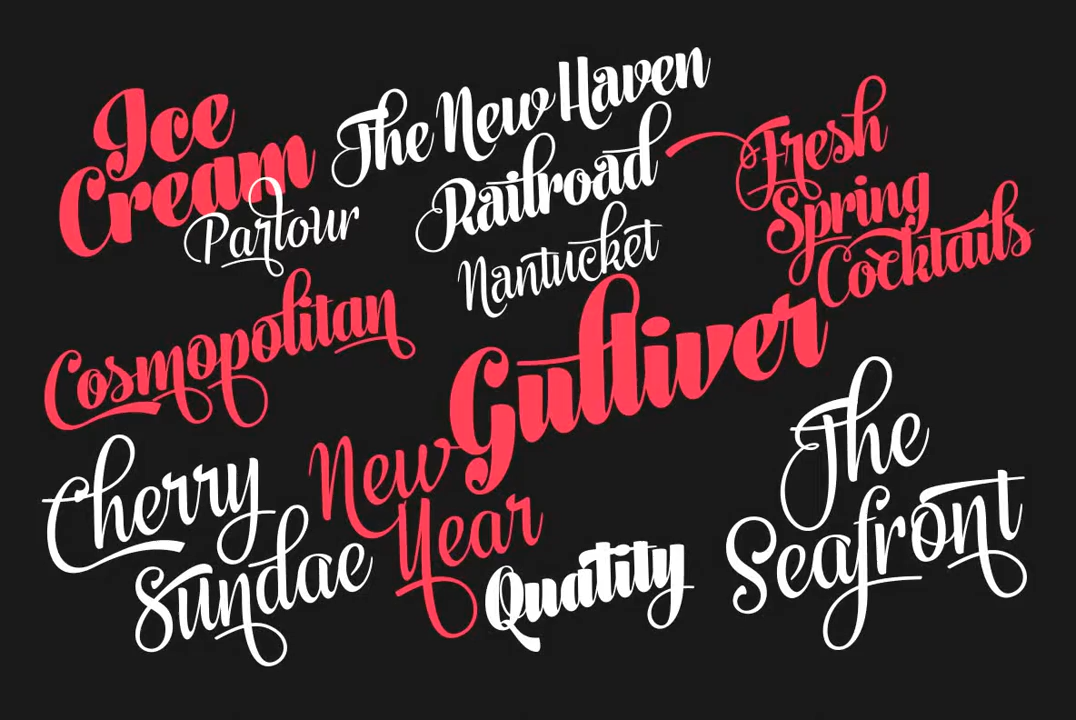 Ice
Cream
Parlour
The New Haven
Railroad
Nantucket
Fresh
Spring
Cocktails
Cosmopolitan
Gulliver
New
Year
Cherry
Sundae
Quality
The
Seafront